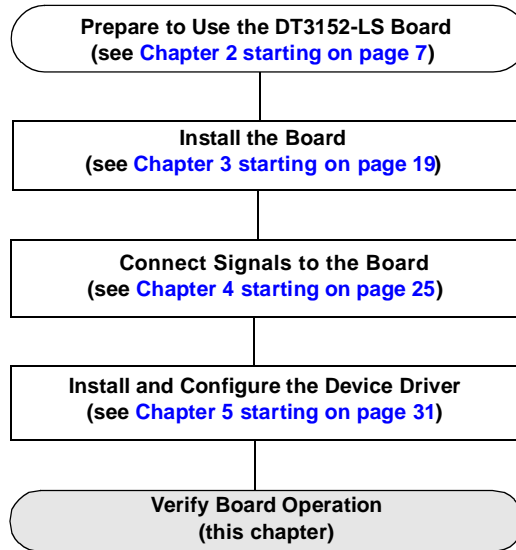 Prepare to Use the DT3152-LS Board
(see Chapter 2 starting on page 7)
Install the Board
(see Chapter 3 starting on page 19)
Connect Signals to the Board
(see Chapter 4 starting on page 25)
Install and Configure the Device Driver
(see Chapter 5 starting on page 31)
Verify Board Operation
(this chapter)